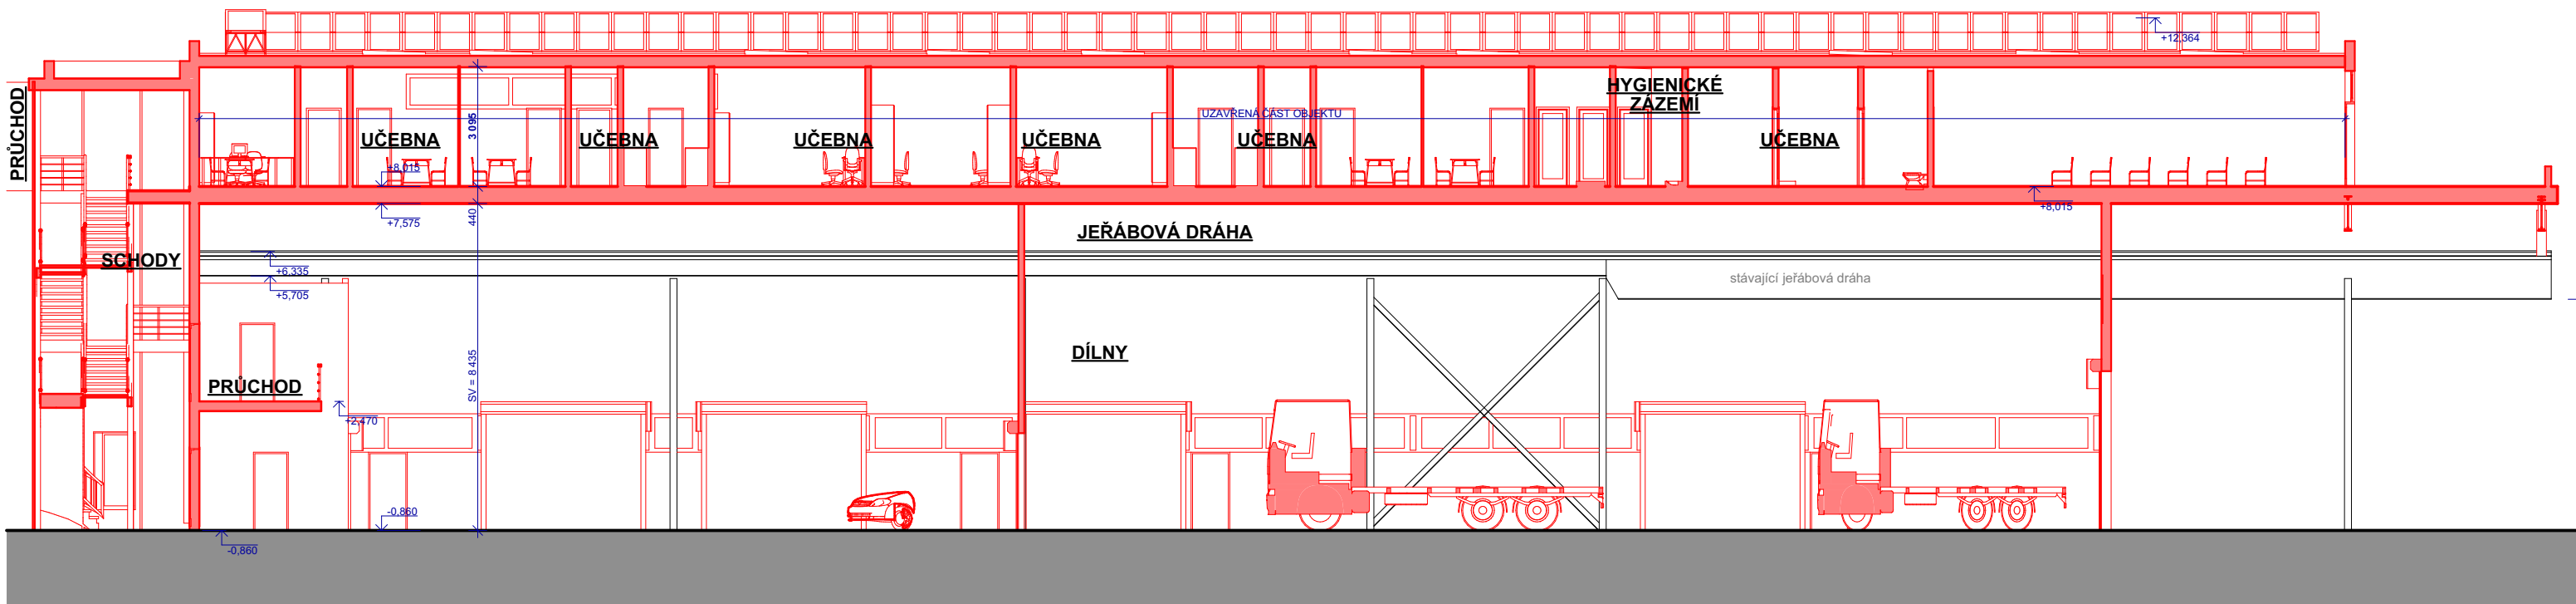 +12,364
PRŮCHOD
HYGIENICKÉ
ZÁZEMÍ
UZAVŘENÁ ČÁST OBJEKTU
3 095
UČEBNA
UČEBNA
UČEBNA
UČEBNA
UČEBNA
UČEBNA
+8,015
+8,015
440
+7,575
JEŘÁBOVÁ DRÁHA
SCHODY
+6,335
stávající jeřábová dráha
+5,705
DÍLNY
SV = 8 435
PRŮCHOD
+2,470
-0,860
-0,860